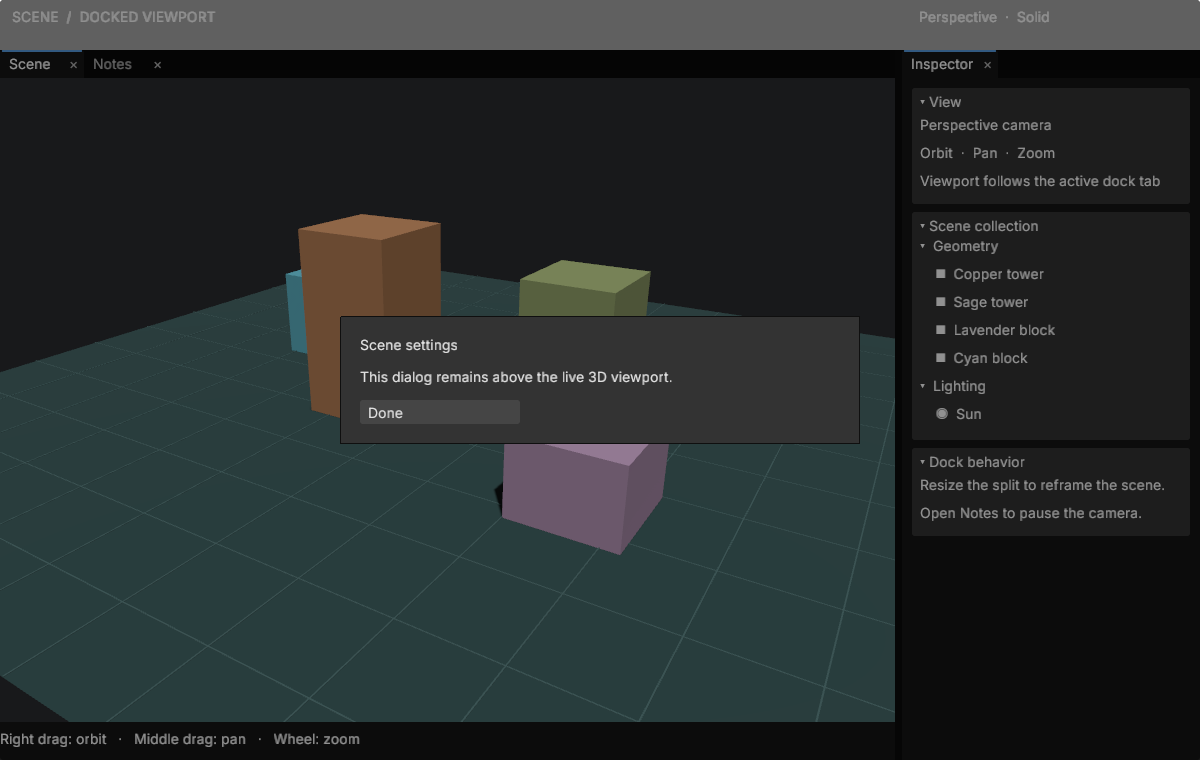 SCENE / DOCKED VIEWPORT
Perspective · Solid
Scene ×
Notes ×
Inspector ×
View
Perspective camera
Orbit · Pan · Zoom
Viewport follows the active dock tab
Scene collection
Geometry
Copper tower
Sage tower
Lavender block
Cyan block
Lighting
Sun
Dock behavior
Resize the split to reframe the scene.
Open Notes to pause the camera.
Scene settings
This dialog remains above the live 3D viewport.
Done
Right drag: orbit · Middle drag: pan · Wheel: zoom